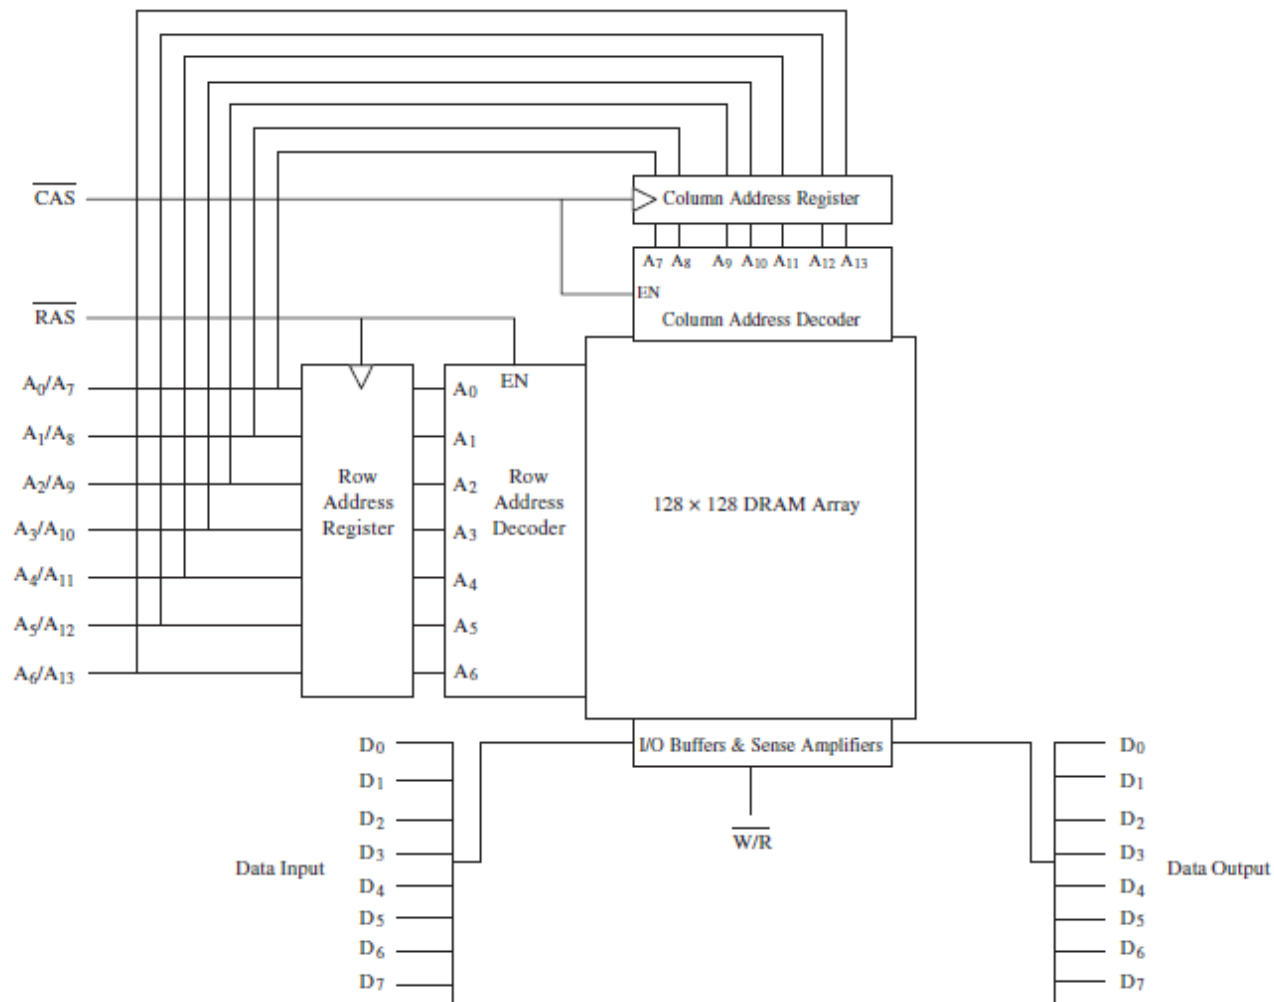 CAS
Column Address Register
A7 A8 A9 A10 A11 A12 A13
EN
Column Address Decoder
RAS
A0/A7
A1/A8
A2/A9
A3/A10
A4/A11
A5/A12
A6/A13
Row
Address
Register
EN
A0
A1
A2
A3
A4
A5
A6
Row
Address
Decoder
128 × 128 DRAM Array
I/O Buffers & Sense Amplifiers
W/R
Data Input
D0
D1
D2
D3
D4
D5
D6
D7
D0
D1
D2
D3
D4
D5
D6
D7
Data Output